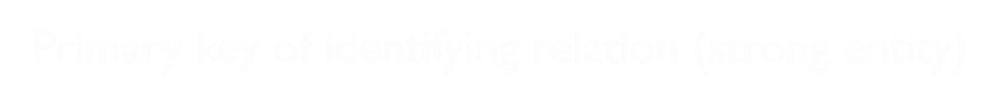 Primary key of identifying relation (strong entity)